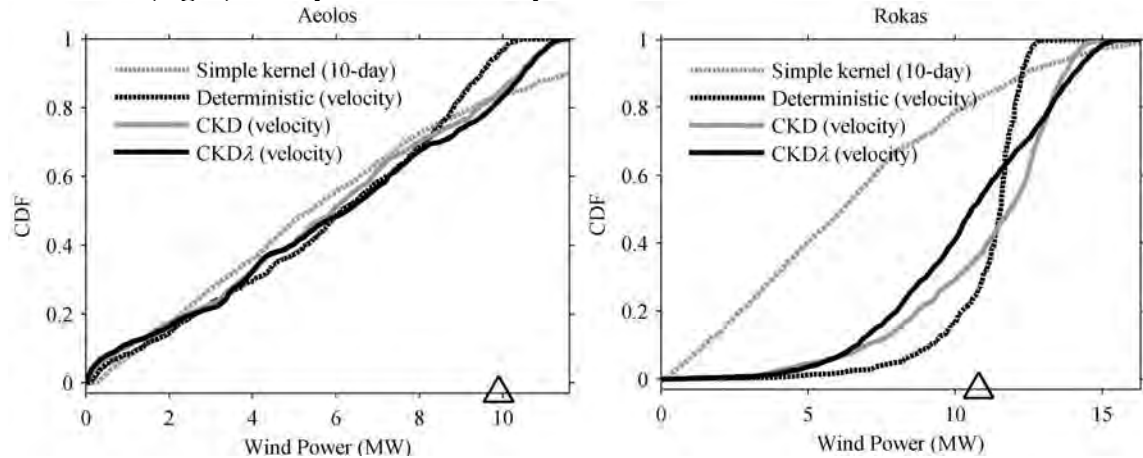 Aeolos
1
Simple kernel (10-day)
Deterministic (velocity)
0.8
CKD (velocity)
CKDλ (velocity)
0.6
CDF
0.4
0.2
0
0 2 4 6 8 10
Wind Power (MW)
Rokas
1
Simple kernel (10-day)
Deterministic (velocity)
0.8
CKD (velocity)
CKDλ (velocity)
0.6
CDF
0.4
0.2
0
0 5 10 15
Wind Power (MW)